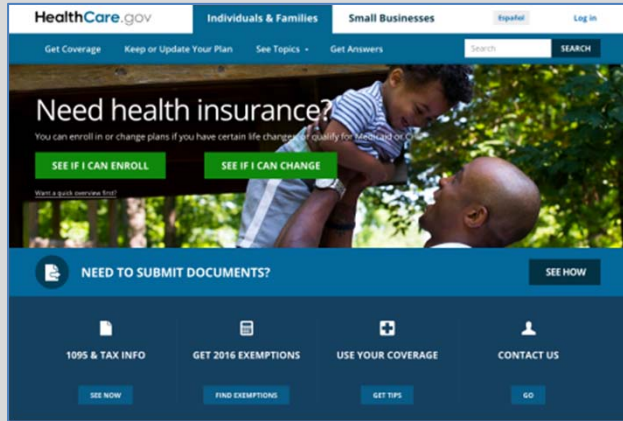 HealthCare.gov
Individuals & Families
Small Businesses
Español
Log in
Get Coverage
Keep or Update Your Plan
See Topics
Get Answers
Search
SEARCH
Need health insurance?
You can enroll in or change plans if you have certain life changes, or qualify for Medicaid or
SEE IF I CAN ENROLL
SEE IF I CAN CHANGE
Want a quick overview first?
NEED TO SUBMIT DOCUMENTS?
SEE HOW
1095 & TAX INFO
GET 2016 EXEMPTIONS
USE YOUR COVERAGE
CONTACT US
SEE NOW
FIND EXEMPTIONS
GET TIPS
GO